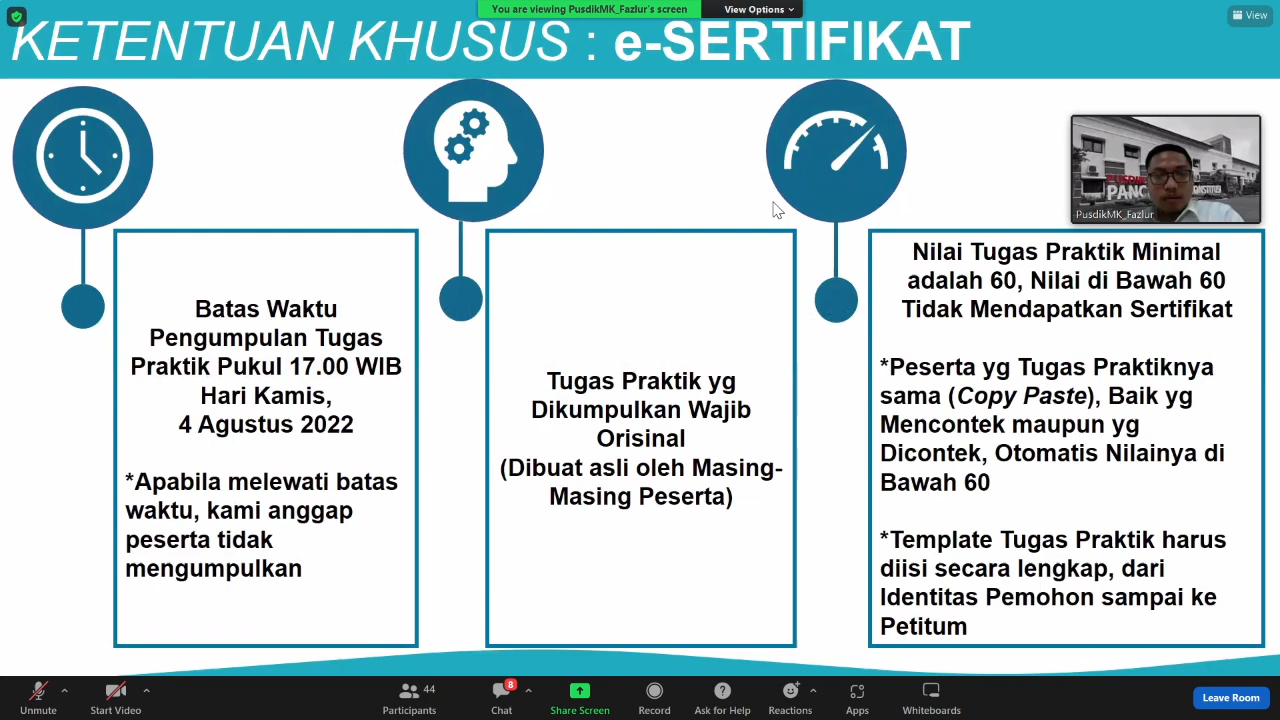 You are viewing PusdikMK_Fazlur's screen
View Options
View
KETENTUAN KHUSUS : e-SERTIFIKAT
PusdikMK_Fazlur
Batas Waktu
Pengumpulan Tugas
Praktik Pukul 17.00 WIB
Hari Kamis,
4 Agustus 2022
*Apabila melewati batas
waktu, kami anggap
peserta tidak
mengumpulkan
Tugas Praktik yg
Dikumpulkan Wajib
Orisinal
(Dibuat asli oleh Masing-
Masing Peserta)
Nilai Tugas Praktik Minimal
adalah 60, Nilai di Bawah 60
Tidak Mendapatkan Sertifikat
*Peserta yg Tugas Praktiknya
sama (Copy Paste), Baik yg
Mencontek maupun yg
Dicontek, Otomatis Nilainya di
Bawah 60
*Template Tugas Praktik harus
diisi secara lengkap, dari
Identitas Pemohon sampai ke
Petitum
Unmute
Start Video
44
Participants
8
Chat
Share Screen
Record
Ask for Help
Reactions
Apps
Whiteboards
Leave Room